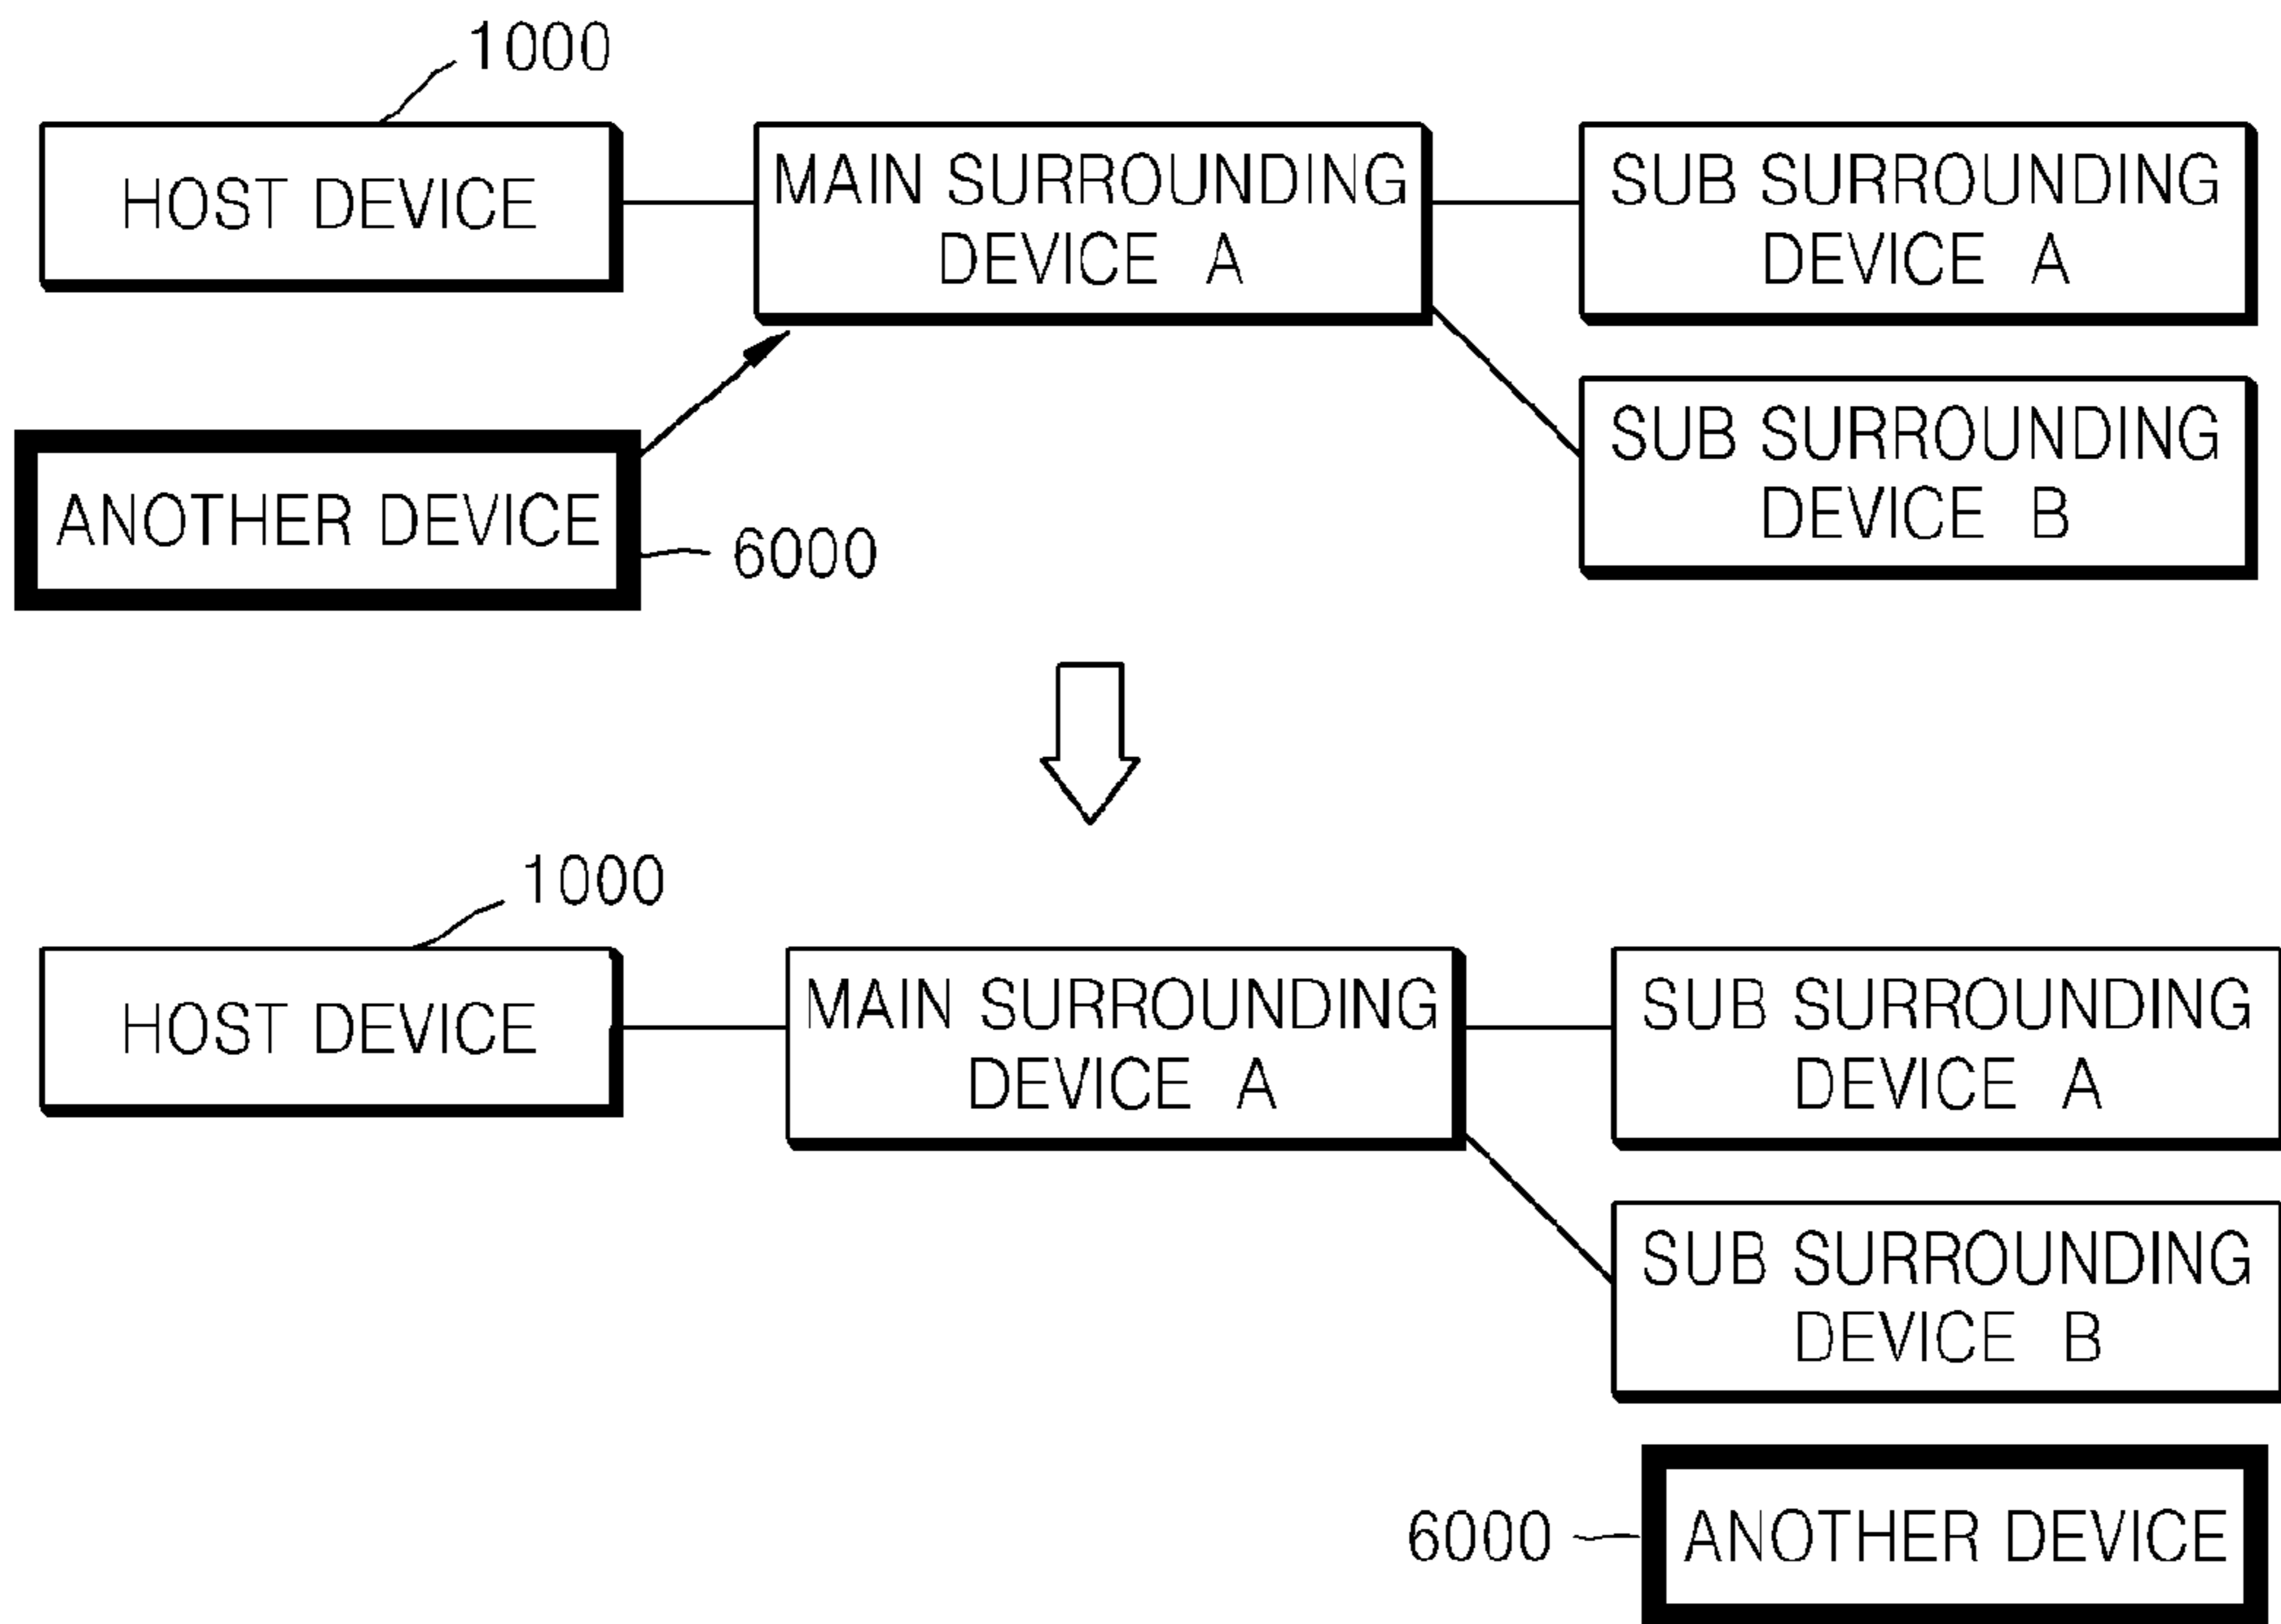 1000
HOST DEVICE
MAIN SURROUNDING
DEVICE A
SUB SURROUNDING
DEVICE A
SUB SURROUNDING
DEVICE B
ANOTHER DEVICE
6000
1000
HOST DEVICE
MAIN SURROUNDING
DEVICE A
SUB SURROUNDING
DEVICE A
SUB SURROUNDING
DEVICE B
6000
ANOTHER DEVICE